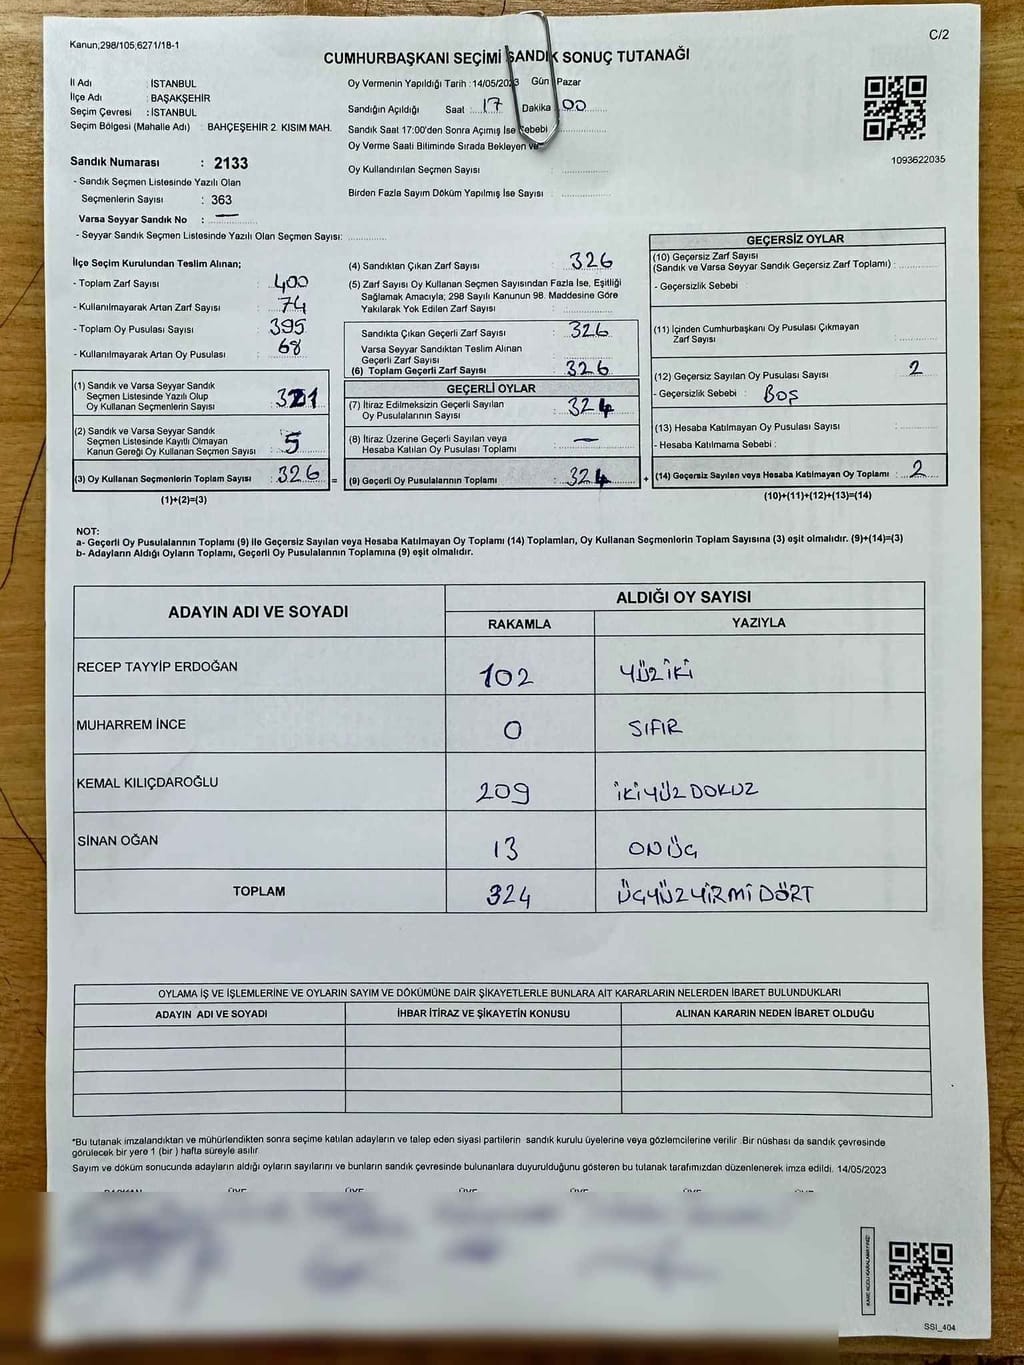 Kanun,298/105,6271/18-1
C/2
CUMHURBAŞKANI SEÇİMİ SANDIK SONUÇ TUTANAĞI
İl Adı : İSTANBUL
İlçe Adı : BAŞAKŞEHİR
Seçim Çevresi : İSTANBUL
Seçim Bölgesi (Mahalle Adı) : BAHÇEŞEHİR 2. KISIM MAH.
Sandık Numarası : 2133
- Sandık Seçmen Listesinde Yazılı Olan
Seçmenlerin Sayısı : 363
Varsa Seyyar Sandık No : —
- Seyyar Sandık Seçmen Listesinde Yazılı Olan Seçmen Sayısı:
Oy Vermenin Yapıldığı Tarih : 14/05/2023 Gün Pazar
Sandığın Açıldığı Saat 17 Dakika 00
Sandık Saat 17:00'den Sonra Açımış İse Sebebi
Oy Verme Saati Bitiminde Sırada Bekleyen ve
Oy Kullandırılan Seçmen Sayısı :
Birden Fazla Sayım Döküm Yapılmış İse Sayısı :
1093622035
İlçe Seçim Kurulundan Teslim Alınan;
- Toplam Zarf Sayısı : 400
- Kullanılmayarak Artan Zarf Sayısı : 74
- Toplam Oy Pusulası Sayısı : 395
- Kullanılmayarak Artan Oy Pusulası : 68
(1) Sandık ve Varsa Seyyar Sandık
Seçmen Listesinde Yazılı Olup
Oy Kullanan Seçmenlerin Sayısı : 321
(2) Sandık ve Varsa Seyyar Sandık
Seçmen Listesinde Kayıtlı Olmayan
Kanun Gereği Oy Kullanan Seçmen Sayısı : 5
(3) Oy Kullanan Seçmenlerin Toplam Sayısı : 326 =
(1)+(2)=(3)
(4) Sandıktan Çıkan Zarf Sayısı : 326
(5) Zarf Sayısı Oy Kullanan Seçmen Sayısından Fazla İse, Eşitliği
Sağlamak Amacıyla; 298 Sayılı Kanunun 98. Maddesine Göre
Yakılarak Yok Edilen Zarf Sayısı :
Sandıkta Çıkan Geçerli Zarf Sayısı : 326
Varsa Seyyar Sandıktan Teslim Alınan
Geçerli Zarf Sayısı :
(6) Toplam Geçerli Zarf Sayısı : 326
GEÇERLİ OYLAR
(7) İtiraz Edilmeksizin Geçerli Sayılan
Oy Pusulalarının Sayısı : 324
(8) İtiraz Üzerine Geçerli Sayılan veya
Hesaba Katılan Oy Pusulası Toplamı : —
(9) Geçerli Oy Pusulalarının Toplamı : 324 +
GEÇERSİZ OYLAR
(10) Geçersiz Zarf Sayısı
(Sandık ve Varsa Seyyar Sandık Geçersiz Zarf Toplamı) :
- Geçersizlik Sebebi :
(11) İçinden Cumhurbaşkanı Oy Pusulası Çıkmayan
Zarf Sayısı :
(12) Geçersiz Sayılan Oy Pusulası Sayısı : 2
- Geçersizlik Sebebi : Boş
(13) Hesaba Katılmayan Oy Pusulası Sayısı :
- Hesaba Katılmama Sebebi :
(14) Geçersiz Sayılan veya Hesaba Katılmayan Oy Toplamı : 2
(10)+(11)+(12)+(13)=(14)
NOT:
a- Geçerli Oy Pusulalarının Toplamı (9) ile Geçersiz Sayılan veya Hesaba Katılmayan Oy Toplamı (14) Toplamları, Oy Kullanan Seçmenlerin Toplam Sayısına (3) eşit olmalıdır. (9)+(14)=(3)
b- Adayların Aldığı Oyların Toplamı, Geçerli Oy Pusulalarının Toplamına (9) eşit olmalıdır.
ADAYIN ADI VE SOYADI
ALDIĞI OY SAYISI
RAKAMLA YAZIYLA
RECEP TAYYİP ERDOĞAN 102 YÜZ İKİ
MUHARREM İNCE 0 SIFIR
KEMAL KILIÇDAROĞLU 209 İKİYÜZ DOKUZ
SİNAN OĞAN 13 ONÜÇ
TOPLAM 324 ÜÇYÜZYİRMİ DÖRT
OYLAMA İŞ VE İŞLEMLERİNE VE OYLARIN SAYIM VE DÖKÜMÜNE DAİR ŞİKAYETLERLE BUNLARA AİT KARARLARIN NELERDEN İBARET BULUNDUKLARI
ADAYIN ADI VE SOYADI İHBAR İTİRAZ VE ŞİKAYETİN KONUSU ALINAN KARARIN NEDEN İBARET OLDUĞU
*Bu tutanak imzalandıktan ve mühürlendikten sonra seçime katılan adayların ve talep eden siyasi partilerin sandık kurulu üyelerine veya gözlemcilerine verilir .Bir nüshası da sandık çevresinde
görülecek bir yere 1 (bir ) hafta süreyle asılır.
Sayım ve döküm sonucunda adayların aldığı oyların sayılarını ve bunların sandık çevresinde bulunanlara duyurulduğunu gösteren bu tutanak tarafımızdan düzenlenerek imza edildi. 14/05/2023
BAŞKAN ÜYE ÜYE ÜYE ÜYE ÜYE ÜYE
KARE KODU KARALAMAYINIZ!
SSI_404